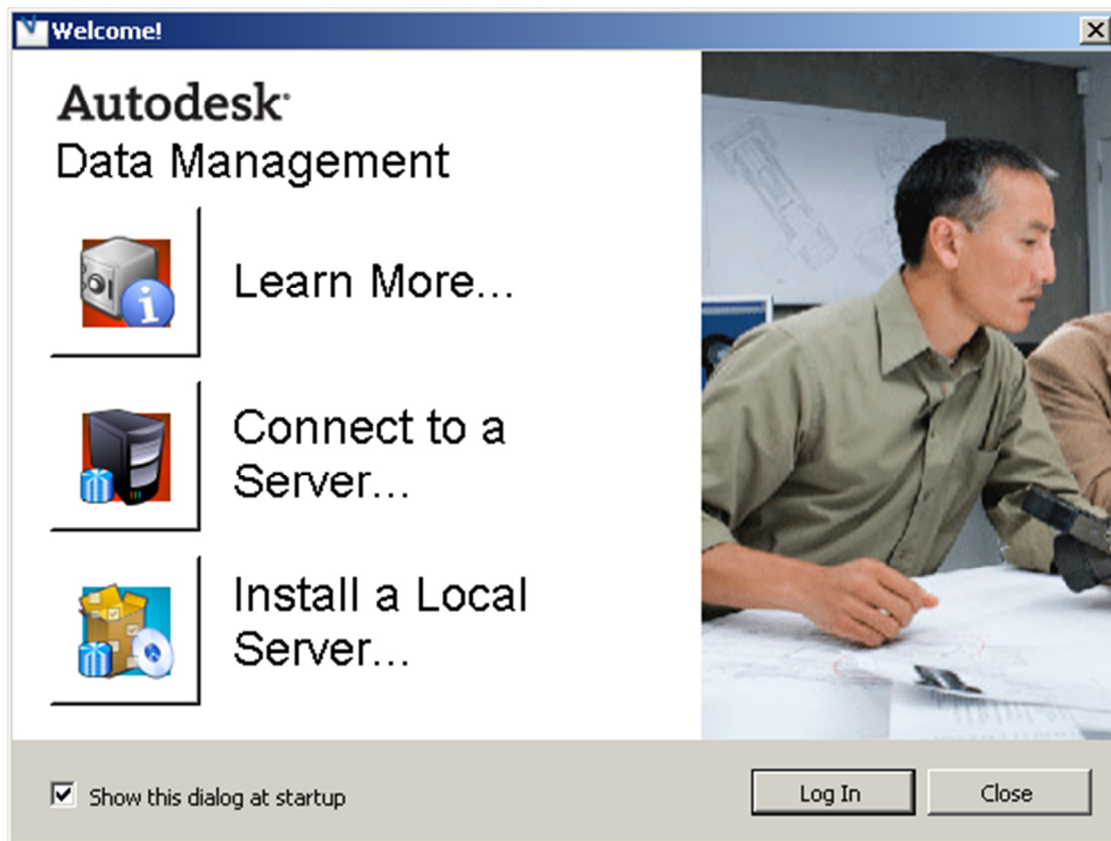 Welcome!
Autodesk
Data Management
Learn More...
Connect to a
Server...
Install a Local
Server...
Show this dialog at startup
Log In
Close